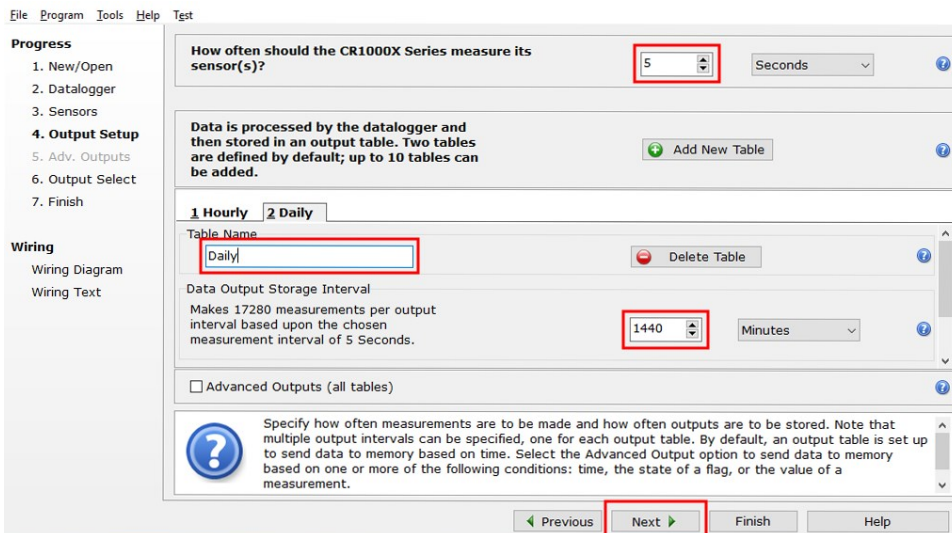 File Program Tools Help Test
Progress
1. New/Open
2. Datalogger
3. Sensors
4. Output Setup
5. Adv. Outputs
6. Output Select
7. Finish
Wiring
Wiring Diagram
Wiring Text
How often should the CR1000X Series measure its
sensor(s)?
5
Seconds
Data is processed by the datalogger and
then stored in an output table. Two tables
are defined by default; up to 10 tables can
be added.
Add New Table
1 Hourly 2 Daily
Table Name
Daily
Delete Table
Data Output Storage Interval
Makes 17280 measurements per output
interval based upon the chosen
measurement interval of 5 Seconds.
1440
Minutes
Advanced Outputs (all tables)
Specify how often measurements are to be made and how often outputs are to be stored. Note that
multiple output intervals can be specified, one for each output table. By default, an output table is set up
to send data to memory based on time. Select the Advanced Output option to send data to memory
based on one or more of the following conditions: time, the state of a flag, or the value of a
measurement.
Previous Next Finish Help